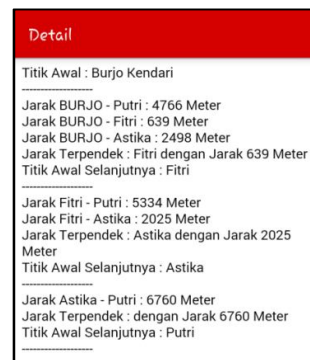 Detail
Titik Awal : Burjo Kendari
-------------------
Jarak BURJO - Putri : 4766 Meter
Jarak BURJO - Fitri : 639 Meter
Jarak BURJO - Astika : 2498 Meter
Jarak Terpendek : Fitri dengan Jarak 639 Meter
Titik Awal Selanjutnya : Fitri
-------------------
Jarak Fitri - Putri : 5334 Meter
Jarak Fitri - Astika : 2025 Meter
Jarak Terpendek : Astika dengan Jarak 2025
Meter
Titik Awal Selanjutnya : Astika
-------------------
Jarak Astika - Putri : 6760 Meter
Jarak Terpendek : dengan Jarak 6760 Meter
Titik Awal Selanjutnya : Putri
-------------------